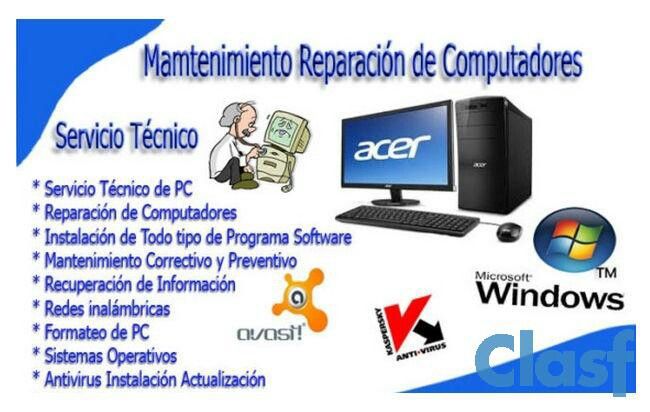 Mamtenimiento Reparación de Computadores
Servicio Técnico
* Servicio Técnico de PC
* Reparación de Computadores
* Instalación de Todo tipo de Programa Software
* Mantenimiento Correctivo y Preventivo
* Recuperación de Información
* Redes inalámbricas
* Formateo de PC
* Sistemas Operativos
* Antivirus Instalación Actualización
acer
acer
Microsoft®
Windows
TM
a
avast!
KASPERSKY
ANTI-VIRUS
Clasf